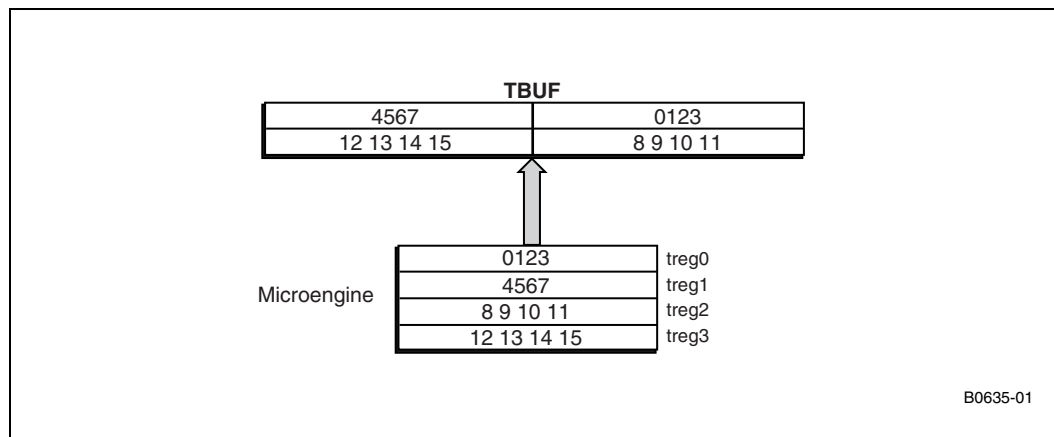 TBUF
4567 0123
12 13 14 15 8 9 10 11
0123 treg0
4567 treg1
Microengine
8 9 10 11 treg2
12 13 14 15 treg3
B0635-01